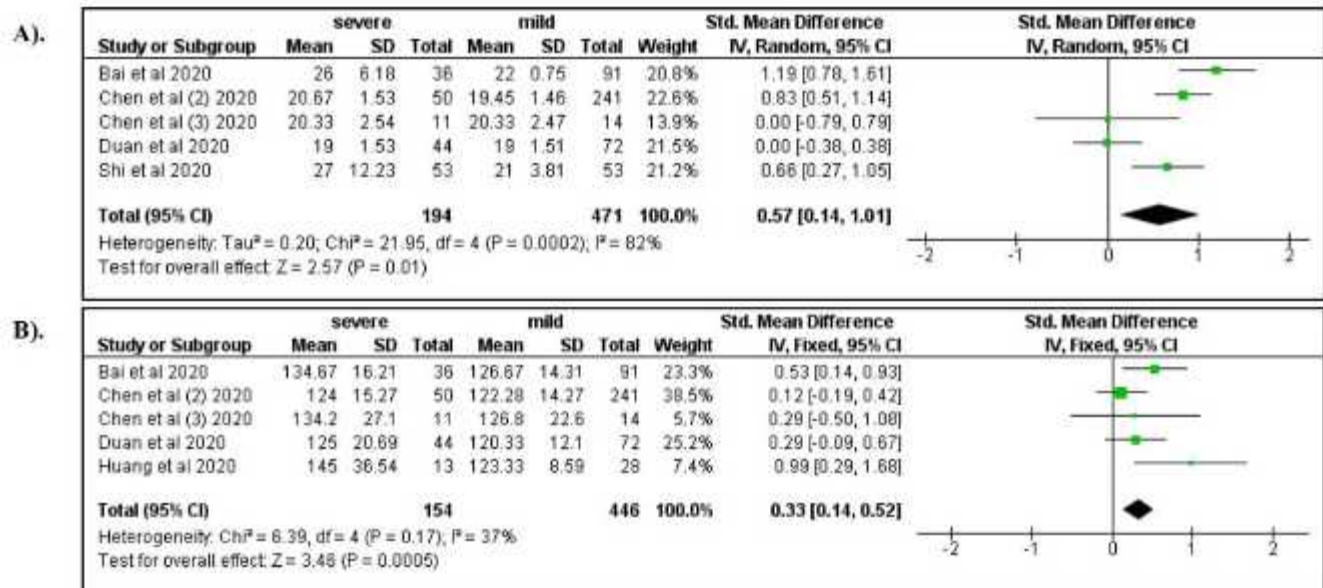 A).
severe mild Std. Mean Difference Std. Mean Difference
Study or Subgroup Mean SD Total Mean SD Total Weight IV, Random, 95% CI IV, Random, 95% CI
Bai et al 2020 26 6.18 36 22 0.75 91 20.8% 1.19 [0.78, 1.61]
Chen et al (2) 2020 20.67 1.53 50 19.45 1.46 241 22.6% 0.83 [0.51, 1.14]
Chen et al (3) 2020 20.33 2.54 11 20.33 2.47 14 13.9% 0.00 [-0.79, 0.79]
Duan et al 2020 19 1.53 44 19 1.51 72 21.5% 0.00 [-0.38, 0.38]
Shi et al 2020 27 12.23 53 21 3.81 53 21.2% 0.66 [0.27, 1.05]
Total (95% CI) 194 471 100.0% 0.57 [0.14, 1.01]
Heterogeneity: Tau² = 0.20; Chi² = 21.95, df = 4 (P = 0.0002); I² = 82%
Test for overall effect: Z = 2.57 (P = 0.01)
-2 -1 0 1 2
B).
severe mild Std. Mean Difference Std. Mean Difference
Study or Subgroup Mean SD Total Mean SD Total Weight IV, Fixed, 95% CI IV, Fixed, 95% CI
Bai et al 2020 134.67 16.21 36 126.67 14.31 91 23.3% 0.53 [0.14, 0.93]
Chen et al (2) 2020 124 15.27 50 122.28 14.27 241 38.5% 0.12 [-0.19, 0.42]
Chen et al (3) 2020 134.2 27.1 11 126.8 22.6 14 5.7% 0.29 [-0.50, 1.08]
Duan et al 2020 125 20.69 44 120.33 12.1 72 25.2% 0.29 [-0.09, 0.67]
Huang et al 2020 145 36.54 13 123.33 8.59 28 7.4% 0.99 [0.29, 1.68]
Total (95% CI) 154 446 100.0% 0.33 [0.14, 0.52]
Heterogeneity: Chi² = 6.39, df = 4 (P = 0.17); I² = 37%
Test for overall effect: Z = 3.48 (P = 0.0005)
-2 -1 0 1 2